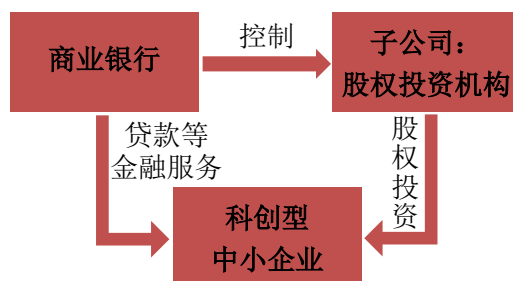 商业银行
控制
子公司：
股权投资机构
贷款等
金融服务
股权投资
科创型
中小企业